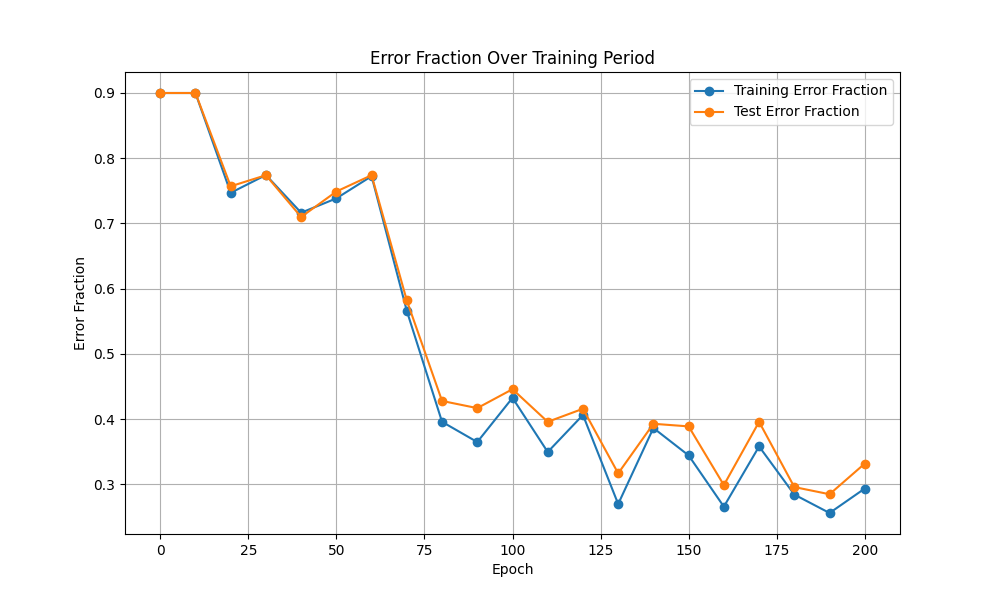 Error Fraction Over Training Period
Training Error Fraction
Test Error Fraction
0.9
0.8
0.7
0.6
0.5
0.4
0.3
Error Fraction
0 25 50 75 100 125 150 175 200
Epoch